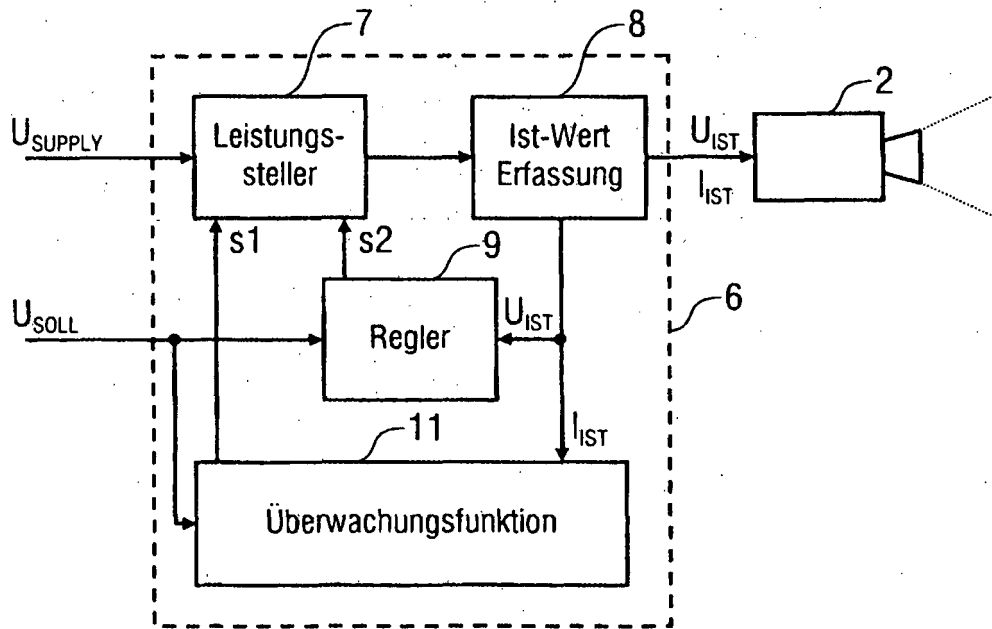 7
8
2
U_SUPPLY
Leistungs-
steller
Ist-Wert
Erfassung
U_IST
I_IST
s1
s2
9
6
U_SOLL
Regler
U_IST
11
I_IST
Überwachungsfunktion